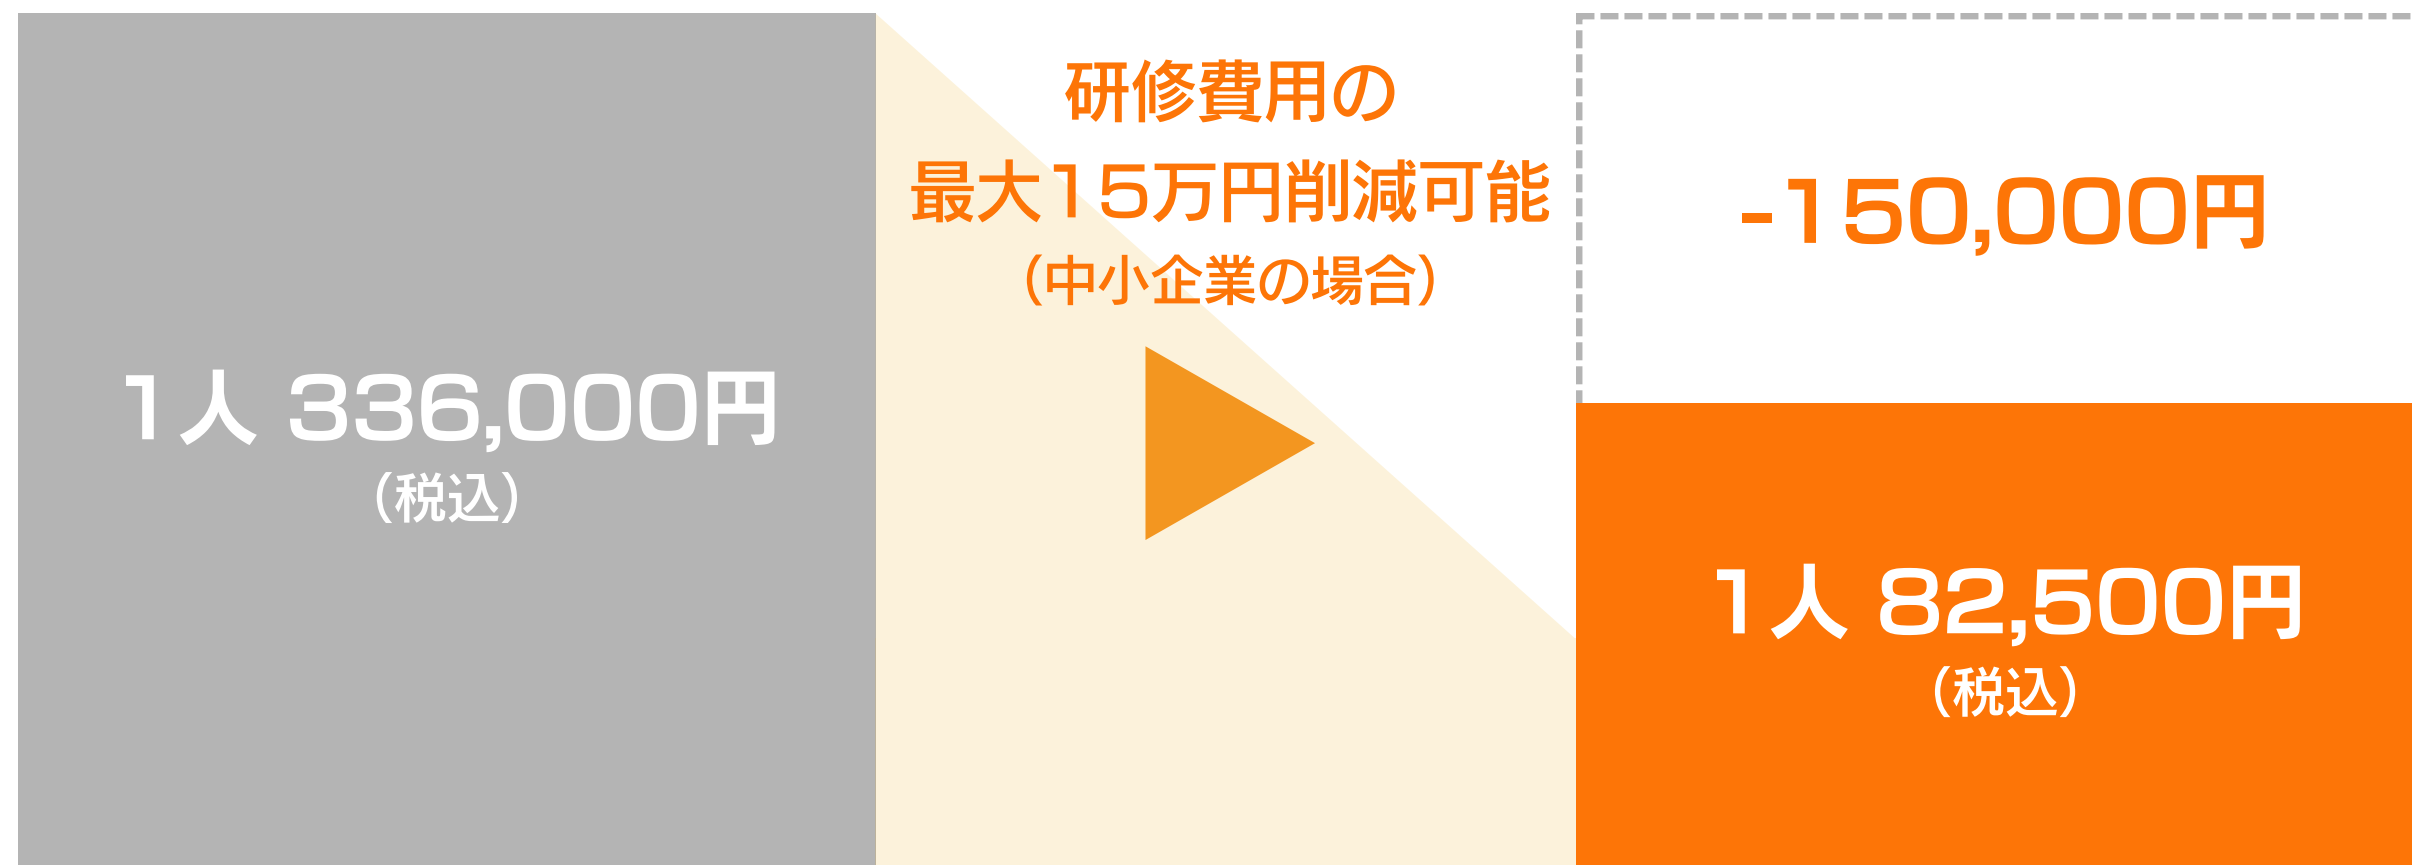 1人 336,000円
（税込）
研修費用の
最大15万円削減可能
（中小企業の場合）
-150,000円
1人 82,500円
（税込）